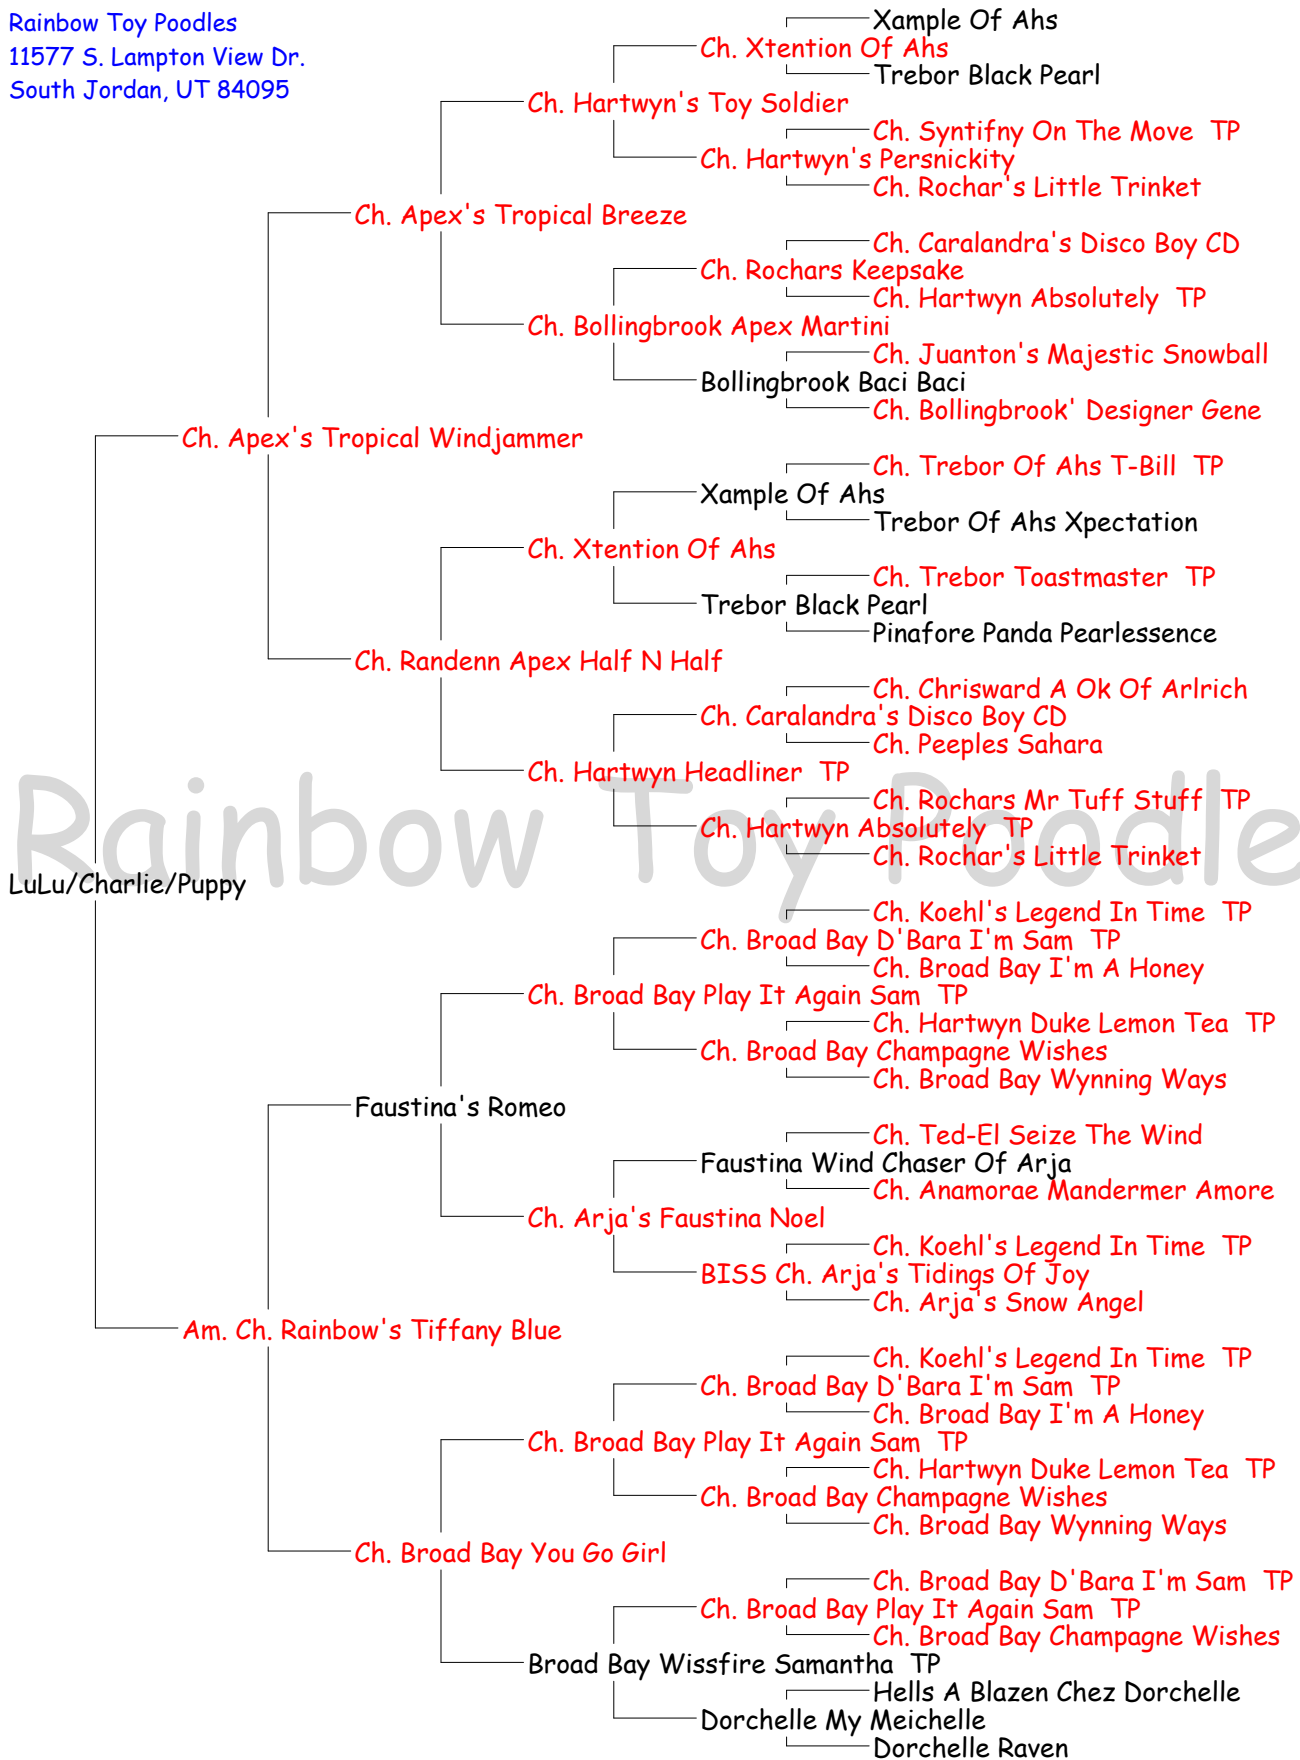 Rainbow Toy Poodles
11577 S. Lampton View Dr.
South Jordan, UT 84095
Xample Of Ahs
Ch. Xtention Of Ahs
Trebor Black Pearl
Ch. Hartwyn's Toy Soldier
Ch. Syntifny On The Move  TP
Ch. Hartwyn's Persnickity
Ch. Rochar's Little Trinket
Ch. Apex's Tropical Breeze
Ch. Caralandra's Disco Boy CD
Ch. Rochars Keepsake
Ch. Hartwyn Absolutely  TP
Ch. Bollingbrook Apex Martini
Ch. Juanton's Majestic Snowball
Bollingbrook Baci Baci
Ch. Bollingbrook' Designer Gene
Ch. Apex's Tropical Windjammer
Ch. Trebor Of Ahs T-Bill  TP
Xample Of Ahs
Trebor Of Ahs Xpectation
Ch. Xtention Of Ahs
Ch. Trebor Toastmaster  TP
Trebor Black Pearl
Pinafore Panda Pearlessence
Ch. Randenn Apex Half N Half
Ch. Chrisward A Ok Of Arlrich
Ch. Caralandra's Disco Boy CD
Ch. Peeples Sahara
Ch. Hartwyn Headliner  TP
Ch. Rochars Mr Tuff Stuff  TP
Ch. Hartwyn Absolutely  TP
Ch. Rochar's Little Trinket
Rainbow Toy Poodle
LuLu/Charlie/Puppy
Ch. Koehl's Legend In Time  TP
Ch. Broad Bay D'Bara I'm Sam  TP
Ch. Broad Bay I'm A Honey
Ch. Broad Bay Play It Again Sam  TP
Ch. Hartwyn Duke Lemon Tea  TP
Ch. Broad Bay Champagne Wishes
Ch. Broad Bay Wynning Ways
Faustina's Romeo
Ch. Ted-El Seize The Wind
Faustina Wind Chaser Of Arja
Ch. Anamorae Mandermer Amore
Ch. Arja's Faustina Noel
Ch. Koehl's Legend In Time  TP
BISS Ch. Arja's Tidings Of Joy
Ch. Arja's Snow Angel
Am. Ch. Rainbow's Tiffany Blue
Ch. Koehl's Legend In Time  TP
Ch. Broad Bay D'Bara I'm Sam  TP
Ch. Broad Bay I'm A Honey
Ch. Broad Bay Play It Again Sam  TP
Ch. Hartwyn Duke Lemon Tea  TP
Ch. Broad Bay Champagne Wishes
Ch. Broad Bay Wynning Ways
Ch. Broad Bay You Go Girl
Ch. Broad Bay D'Bara I'm Sam  TP
Ch. Broad Bay Play It Again Sam  TP
Ch. Broad Bay Champagne Wishes
Broad Bay Wissfire Samantha  TP
Hells A Blazen Chez Dorchelle
Dorchelle My Meichelle
Dorchelle Raven